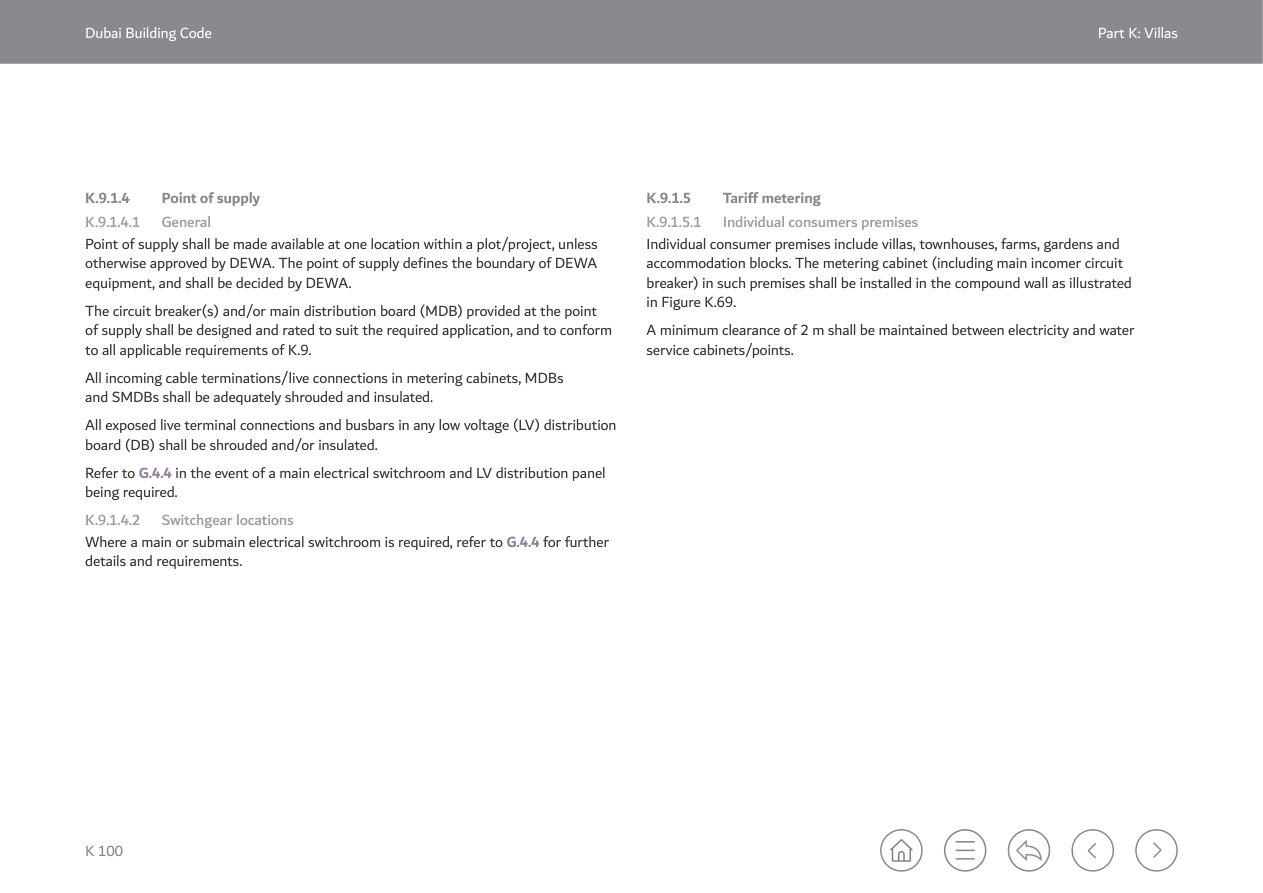 Dubai Building Code
Part K: Villas
K.9.1.4 Point of supply
K.9.1.4.1 General
Point of supply shall be made available at one location within a plot/project, unless
otherwise approved by DEWA. The point of supply defines the boundary of DEWA
equipment, and shall be decided by DEWA.
The circuit breaker(s) and/or main distribution board (MDB) provided at the point
of supply shall be designed and rated to suit the required application, and to conform
to all applicable requirements of K.9.
All incoming cable terminations/live connections in metering cabinets, MDBs
and SMDBs shall be adequately shrouded and insulated.
All exposed live terminal connections and busbars in any low voltage (LV) distribution
board (DB) shall be shrouded and/or insulated.
Refer to G.4.4 in the event of a main electrical switchroom and LV distribution panel
being required.
K.9.1.4.2 Switchgear locations
Where a main or submain electrical switchroom is required, refer to G.4.4 for further
details and requirements.
K.9.1.5 Tariff metering
K.9.1.5.1 Individual consumers premises
Individual consumer premises include villas, townhouses, farms, gardens and
accommodation blocks. The metering cabinet (including main incomer circuit
breaker) in such premises shall be installed in the compound wall as illustrated
in Figure K.69.
A minimum clearance of 2 m shall be maintained between electricity and water
service cabinets/points.
K 100